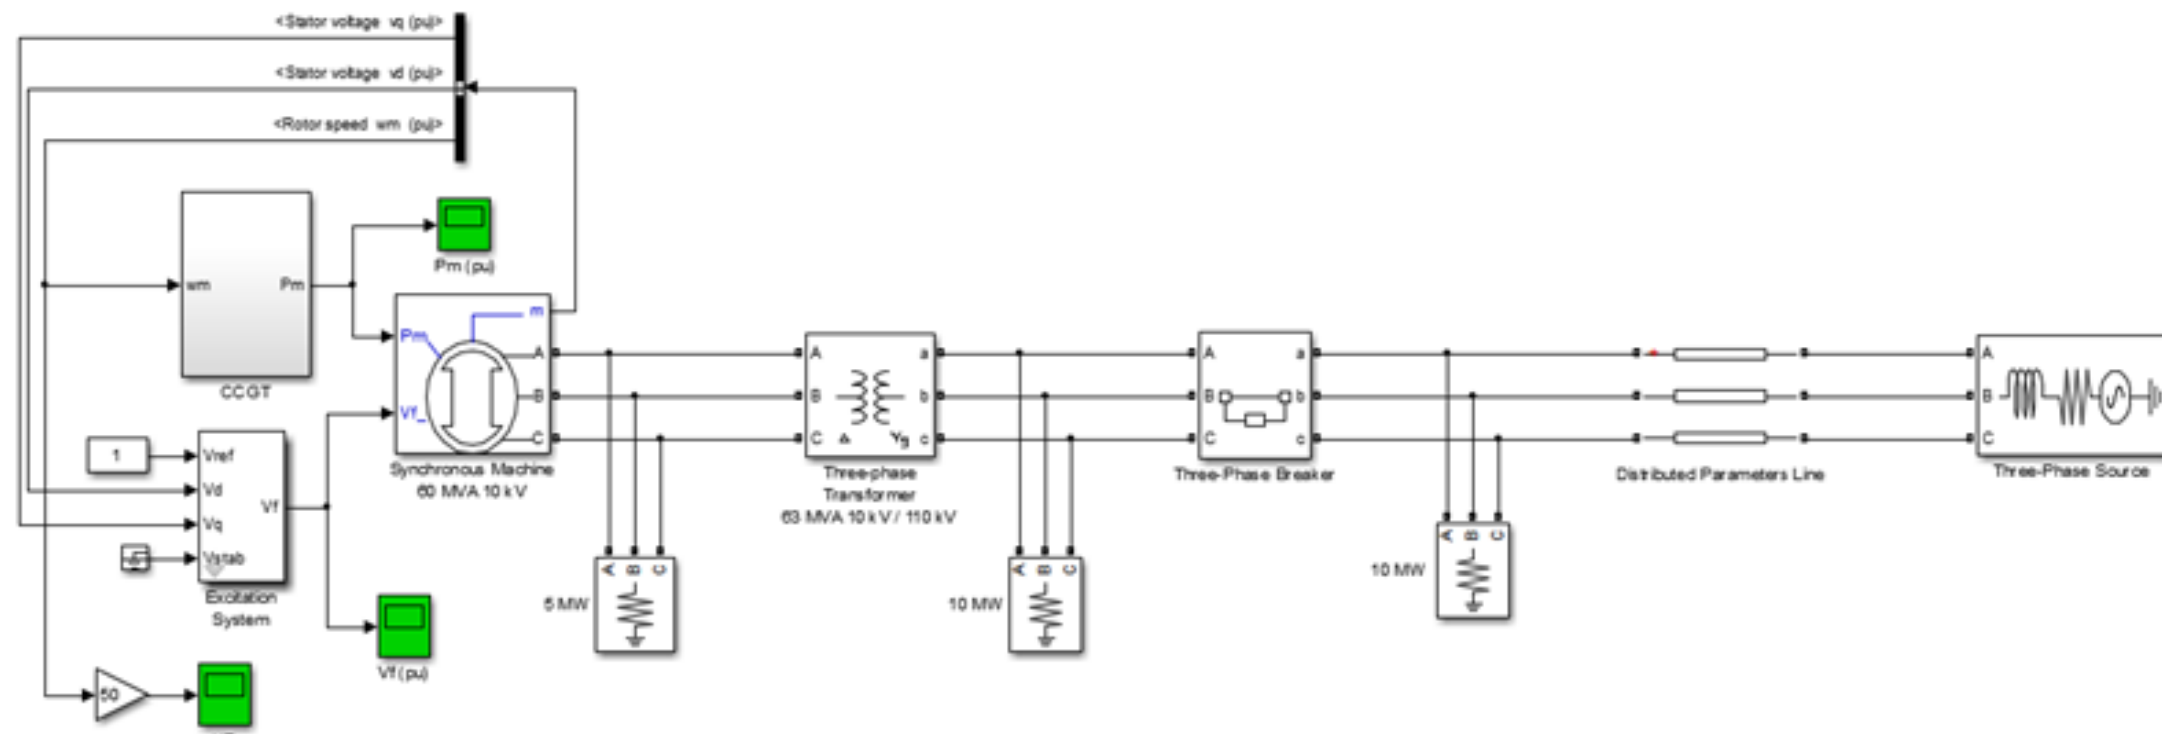 <Stator voltage vq (pu)>
<Stator voltage vd (pu)>
<Rotor speed wm (pu)>
Pm (pu)
wm
Pm
CCGT
m
Pm
Vf_
A
B
C
Synchronous Machine
60 MVA 10 kV
1
Vref
Vd
Vq
Vstab
Vf
Excitation
System
Vf (pu)
50
A
B
C
5 MW
A
B
C
a
b
c
Δ
Yg
Three-phase
Transformer
63 MVA 10 kV / 110 kV
A
B
C
10 MW
A
B
C
a
b
c
Three-Phase Breaker
A
B
C
10 MW
Distributed Parameters Line
A
B
C
Three-Phase Source